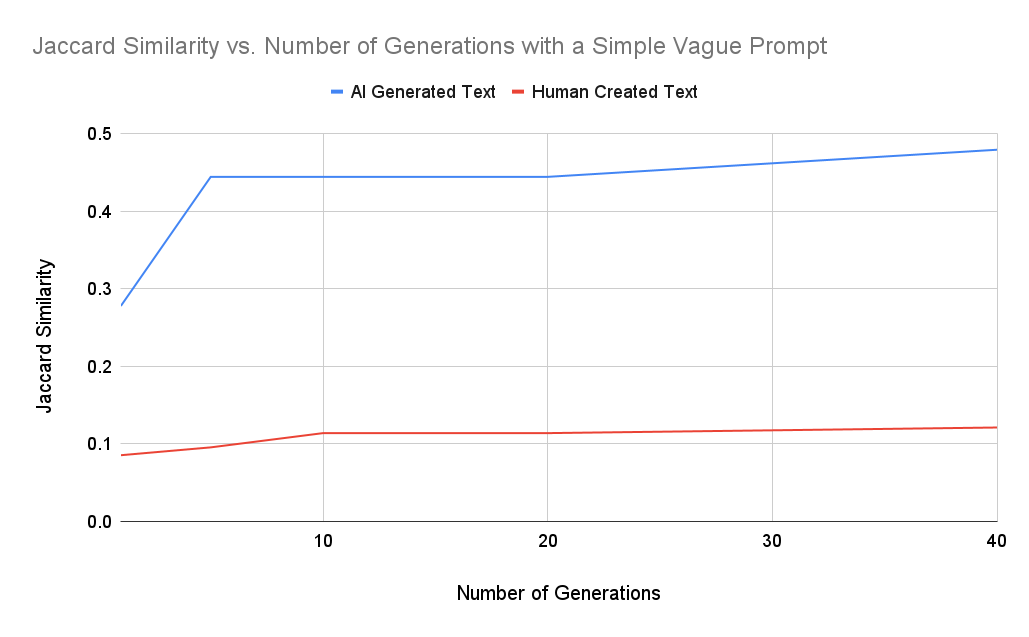 Jaccard Similarity vs. Number of Generations with a Simple Vague Prompt
AI Generated Text
Human Created Text
0.5
0.4
0.3
0.2
0.1
0.0
Jaccard Similarity
10
20
30
40
Number of Generations